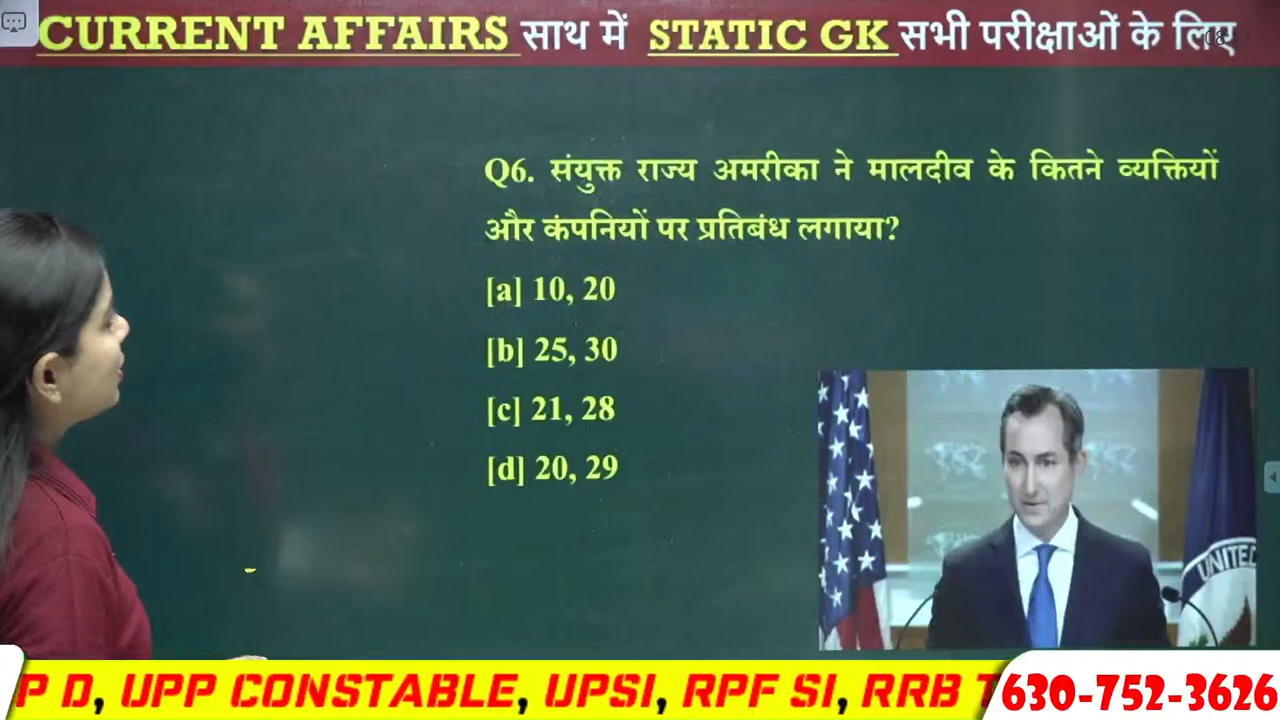 CURRENT AFFAIRS साथ में STATIC GK सभी परीक्षाओं के लिए
Q6. संयुक्त राज्य अमरीका ने मालदीव के कितने व्यक्तियों
और कंपनियों पर प्रतिबंध लगाया?
[a] 10, 20
[b] 25, 30
[c] 21, 28
[d] 20, 29
UNITED
P D, UPP CONSTABLE, UPSI, RPF SI, RRB T
630-752-3626